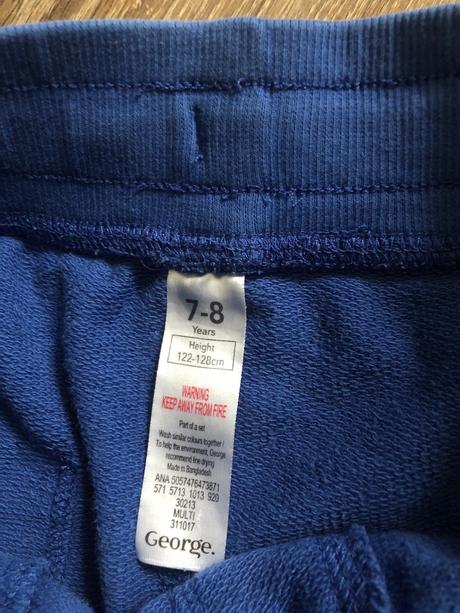 7-8
Years
Height
122-128cm
WARNING
KEEP AWAY FROM FIRE
Part of a set
Wash similar colours together /
To help the environment, George
recommend line drying
Made in Bangladesh
ANA 5057476473871
571 5713 1013 920
30213
MULTI
311017
George.